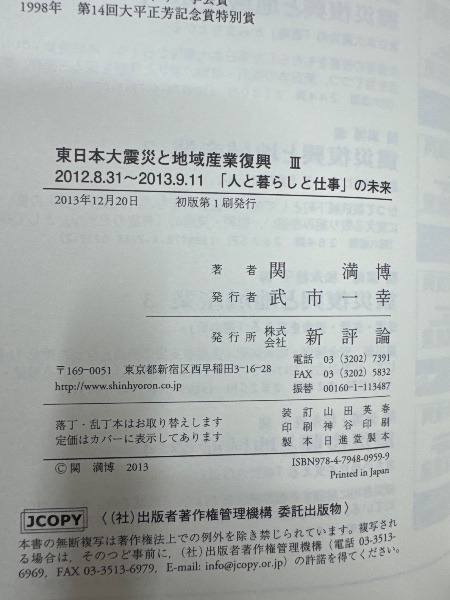 1998年 第14回大平正芳記念賞特別賞
東日本大震災と地域産業復興 Ⅲ
2012.8.31～2013.9.11 「人と暮らしと仕事」の未来
2013年12月20日 初版第1刷発行
著者 関満博
発行者 武市一幸
発行所 株式会社 新評論
〒169-0051 東京都新宿区西早稲田3-16-28
http://www.shinhyoron.co.jp
電話 03 (3202) 7391
FAX 03 (3202) 5832
振替 00160-1-113487
落丁・乱丁本はお取り替えします
定価はカバーに表示してあります
装訂 山田英春
印刷 神谷印刷
製本 日進堂製本
©関 満博 2013
ISBN978-4-7948-0959-9
Printed in Japan
JCOPY 〈(社)出版者著作権管理機構 委託出版物〉
本書の無断複写は著作権法上での例外を除き禁じられています。複写され
る場合は、そのつど事前に、(社)出版者著作権管理機構（電話 03-3513-
6969, FAX 03-3513-6979, E-mail: info@jcopy.or.jp）の許諾を得てください。